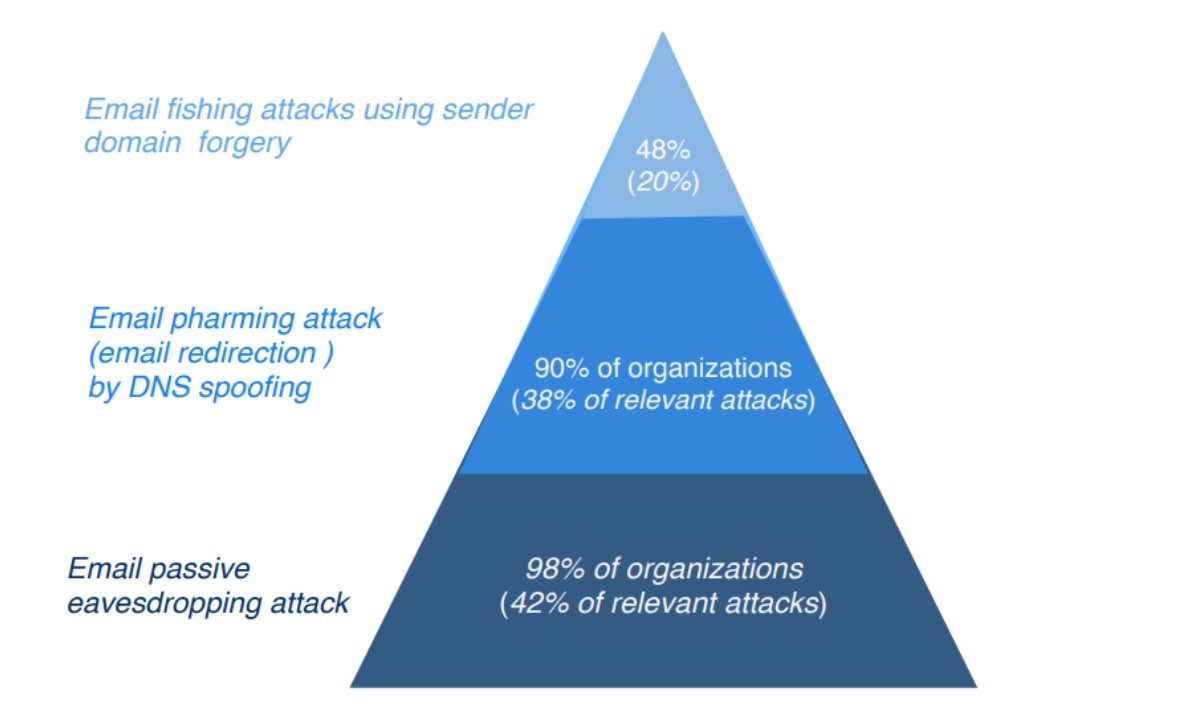 Email fishing attacks using sender
domain  forgery
48%
(20%)
Email pharming attack
(email redirection )
by DNS spoofing
90% of organizations
(38% of relevant attacks)
Email passive
eavesdropping attack
98% of organizations
(42% of relevant attacks)